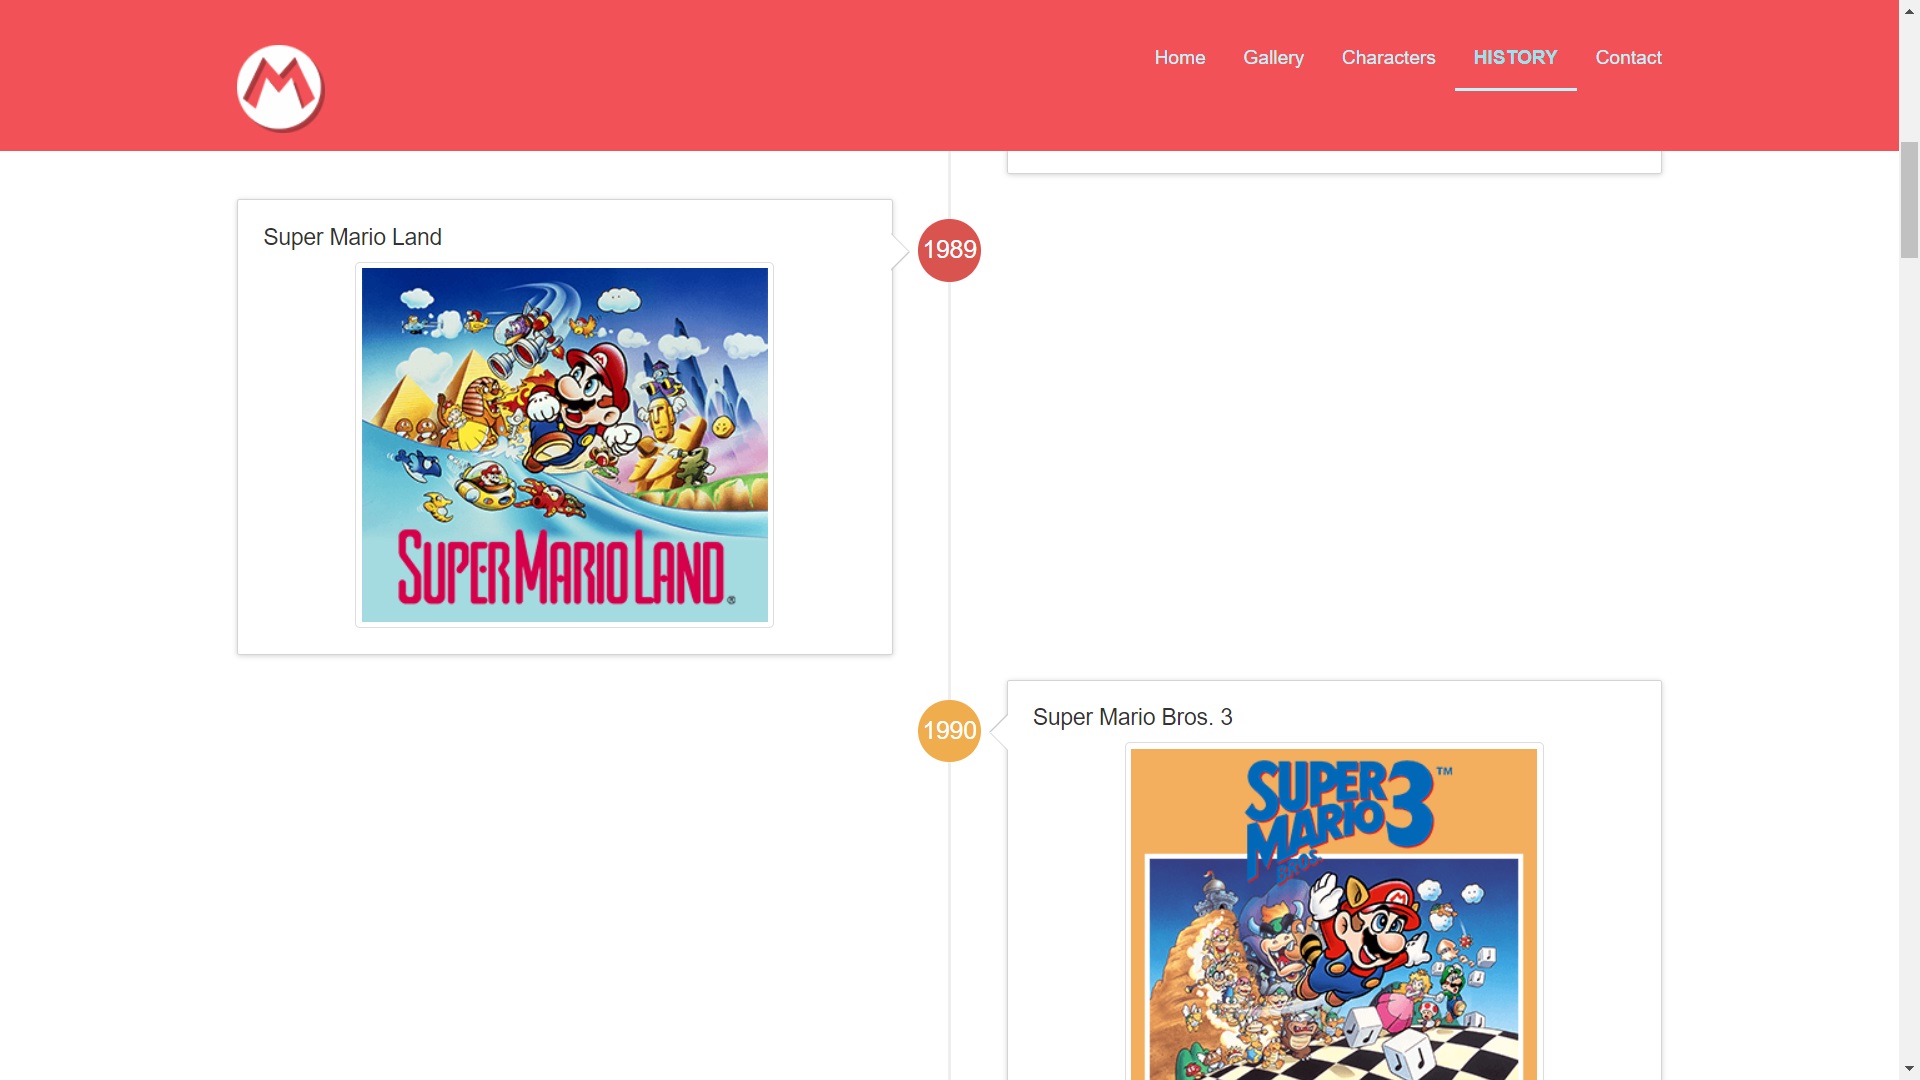 M
Home Gallery Characters HISTORY Contact
Super Mario Land
1989
SUPER MARIO LAND®
1990
Super Mario Bros. 3
SUPER 3 ™
MARIO
BROS.